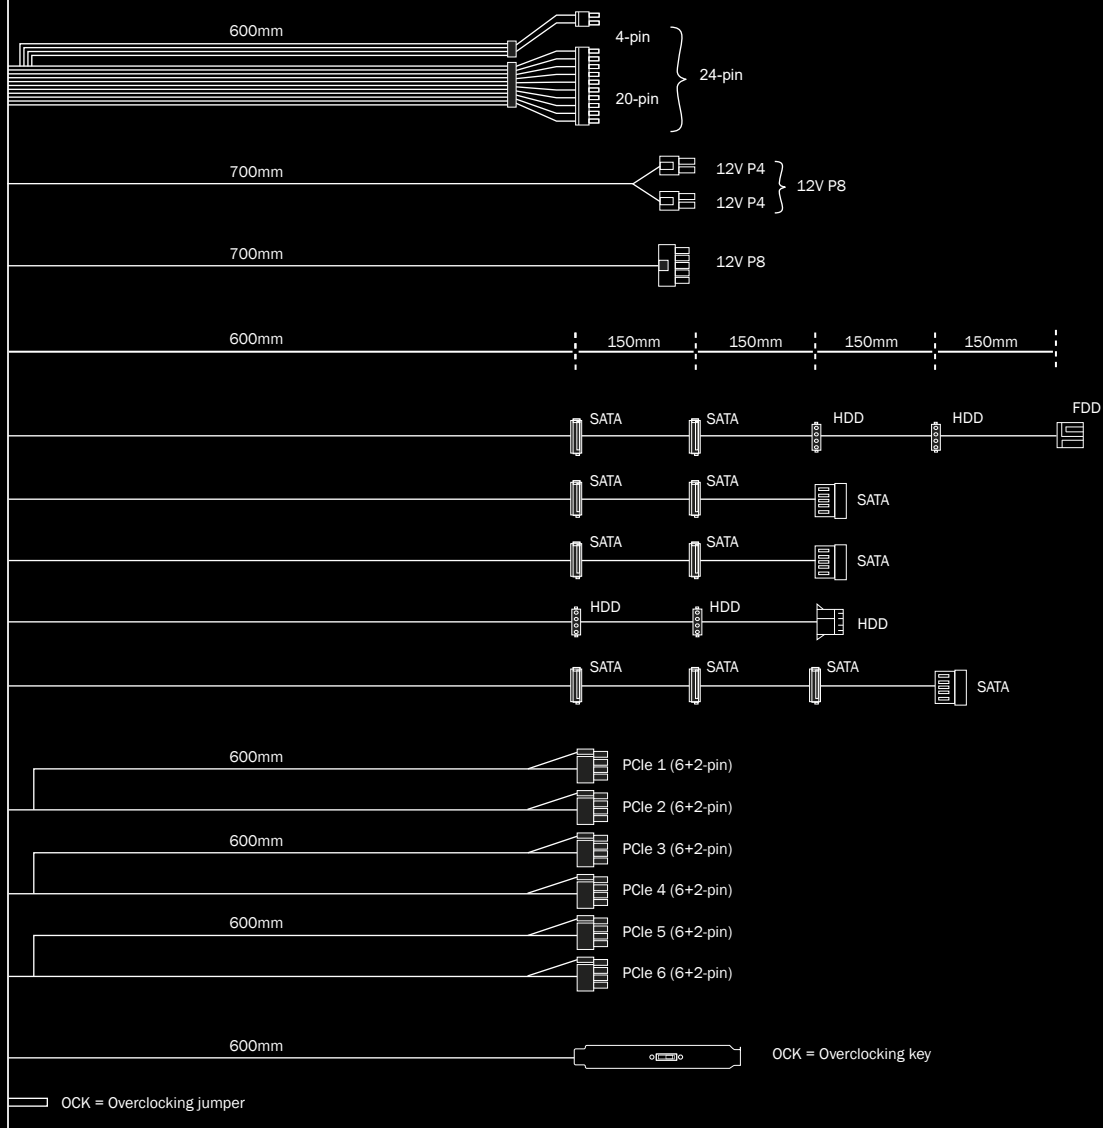 600mm
4-pin
20-pin
24-pin
700mm
12V P4
12V P4
12V P8
700mm
12V P8
600mm 150mm 150mm 150mm 150mm
SATA SATA HDD HDD FDD
SATA SATA SATA
SATA SATA SATA
HDD HDD HDD
SATA SATA SATA SATA
600mm
PCIe 1 (6+2-pin)
PCIe 2 (6+2-pin)
600mm
PCIe 3 (6+2-pin)
PCIe 4 (6+2-pin)
600mm
PCIe 5 (6+2-pin)
PCIe 6 (6+2-pin)
600mm
OCK = Overclocking key
OCK = Overclocking jumper